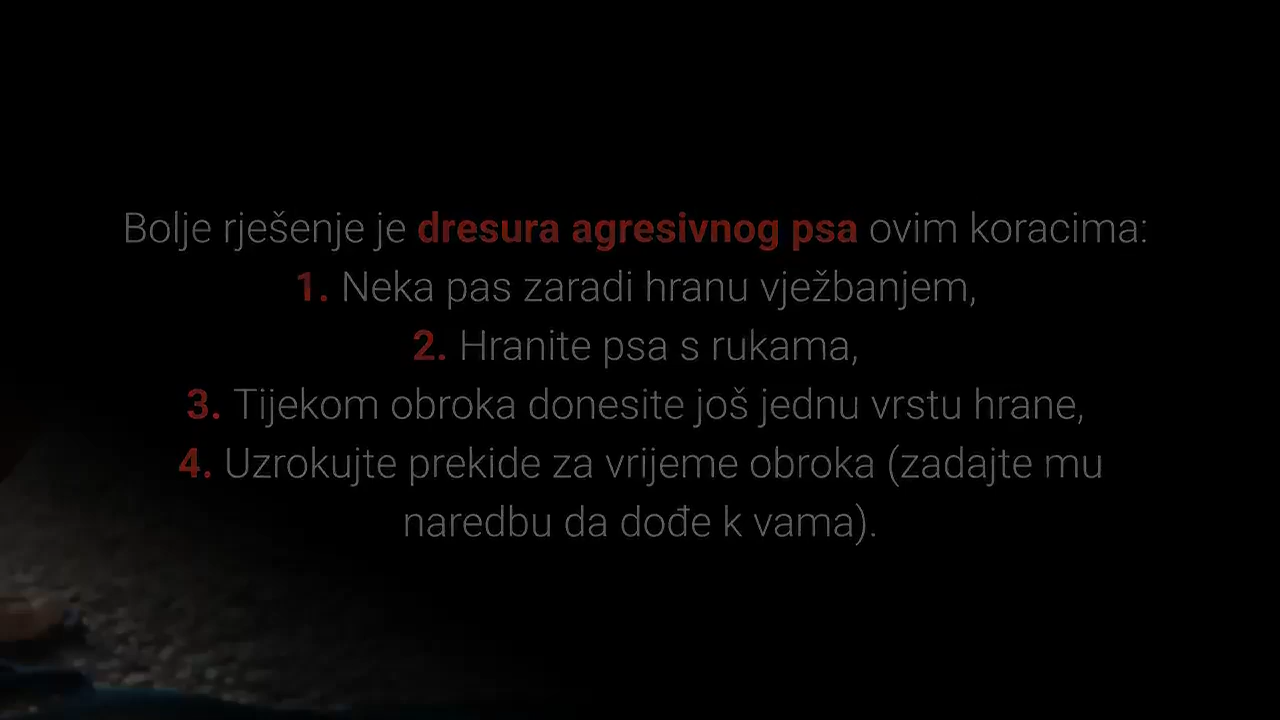 Bolje rješenje je dresura agresivnog psa ovim koracima:
1. Neka pas zaradi hranu vježbanjem,
2. Hranite psa s rukama,
3. Tijekom obroka donesite još jednu vrstu hrane,
4. Uzrokujte prekide za vrijeme obroka (zadajte mu
naredbu da dođe k vama).